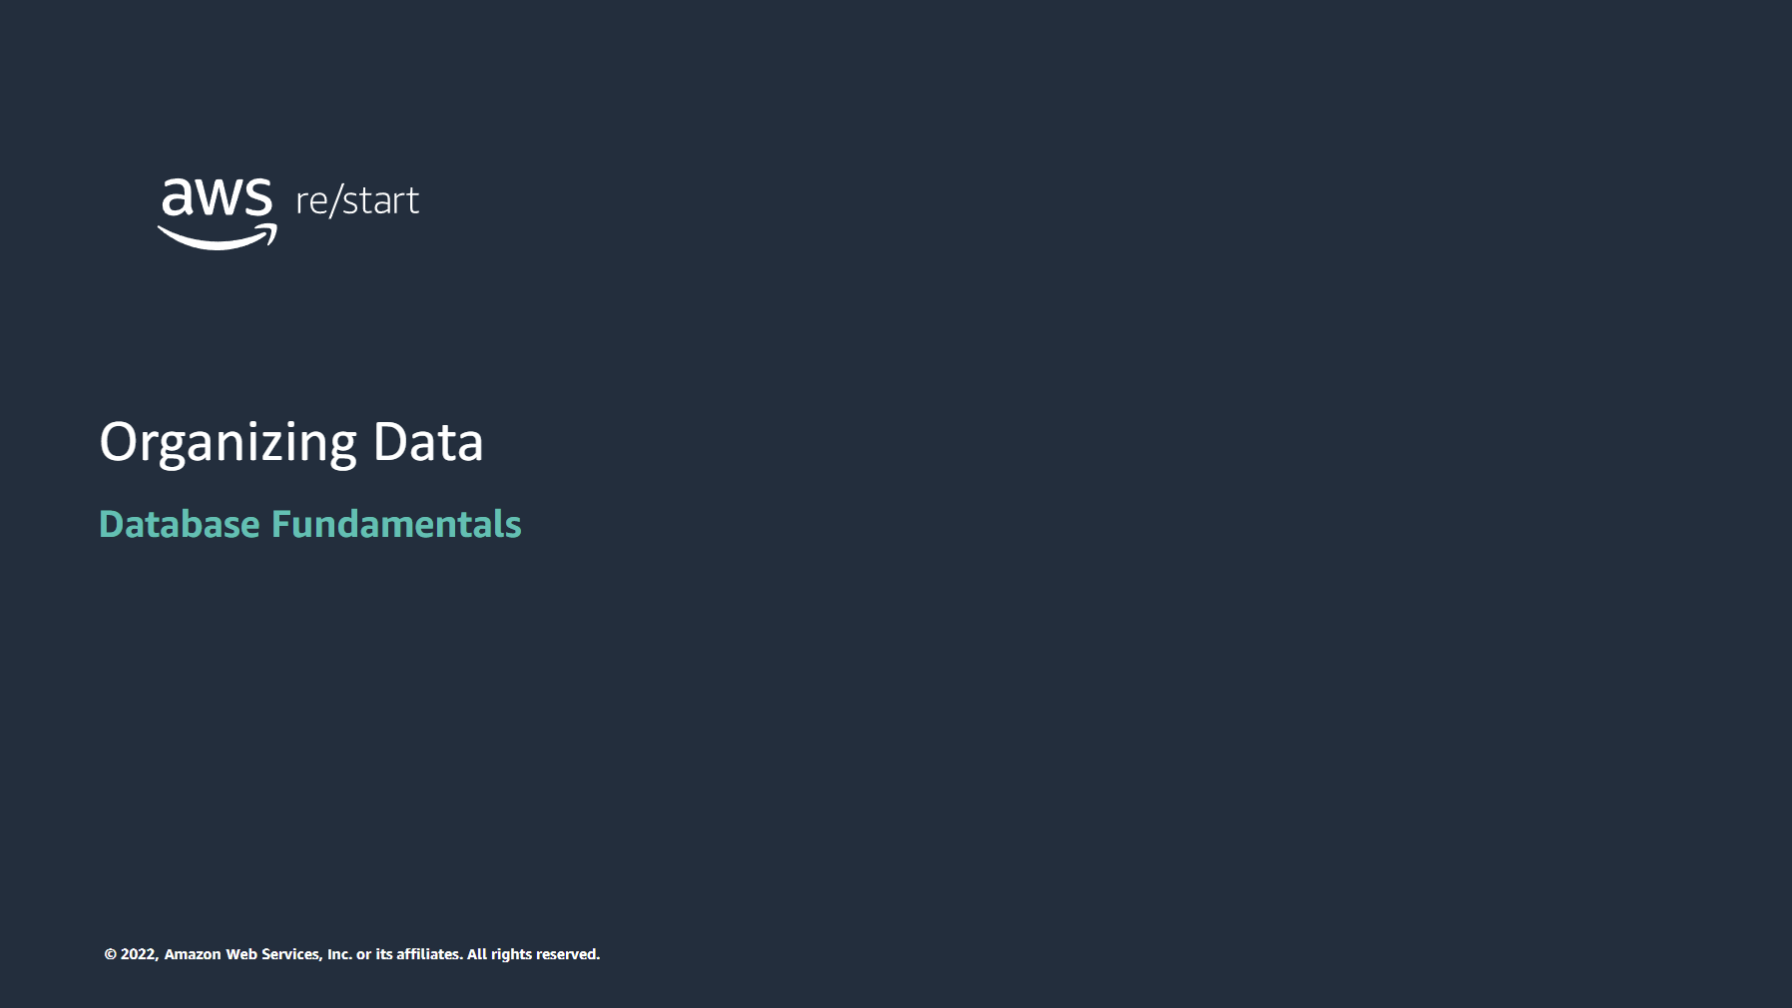 aws re/start
Organizing Data
Database Fundamentals
© 2022, Amazon Web Services, Inc. or its affiliates. All rights reserved.